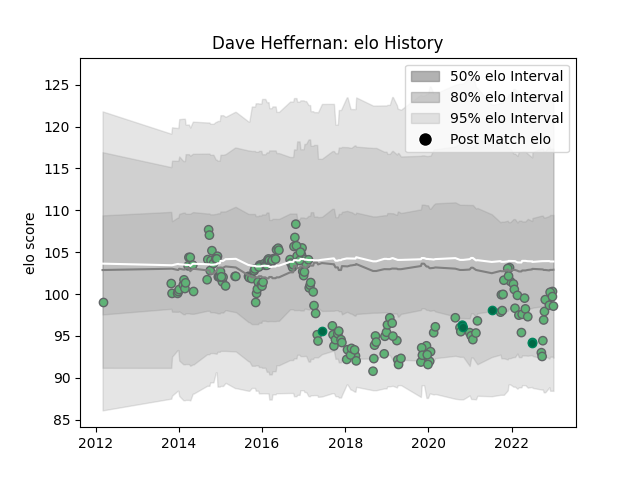 Dave Heffernan: elo History
50% elo Interval
80% elo Interval
95% elo Interval
Post Match elo
elo score
125
120
115
110
105
100
95
90
85
2012
2014
2016
2018
2020
2022